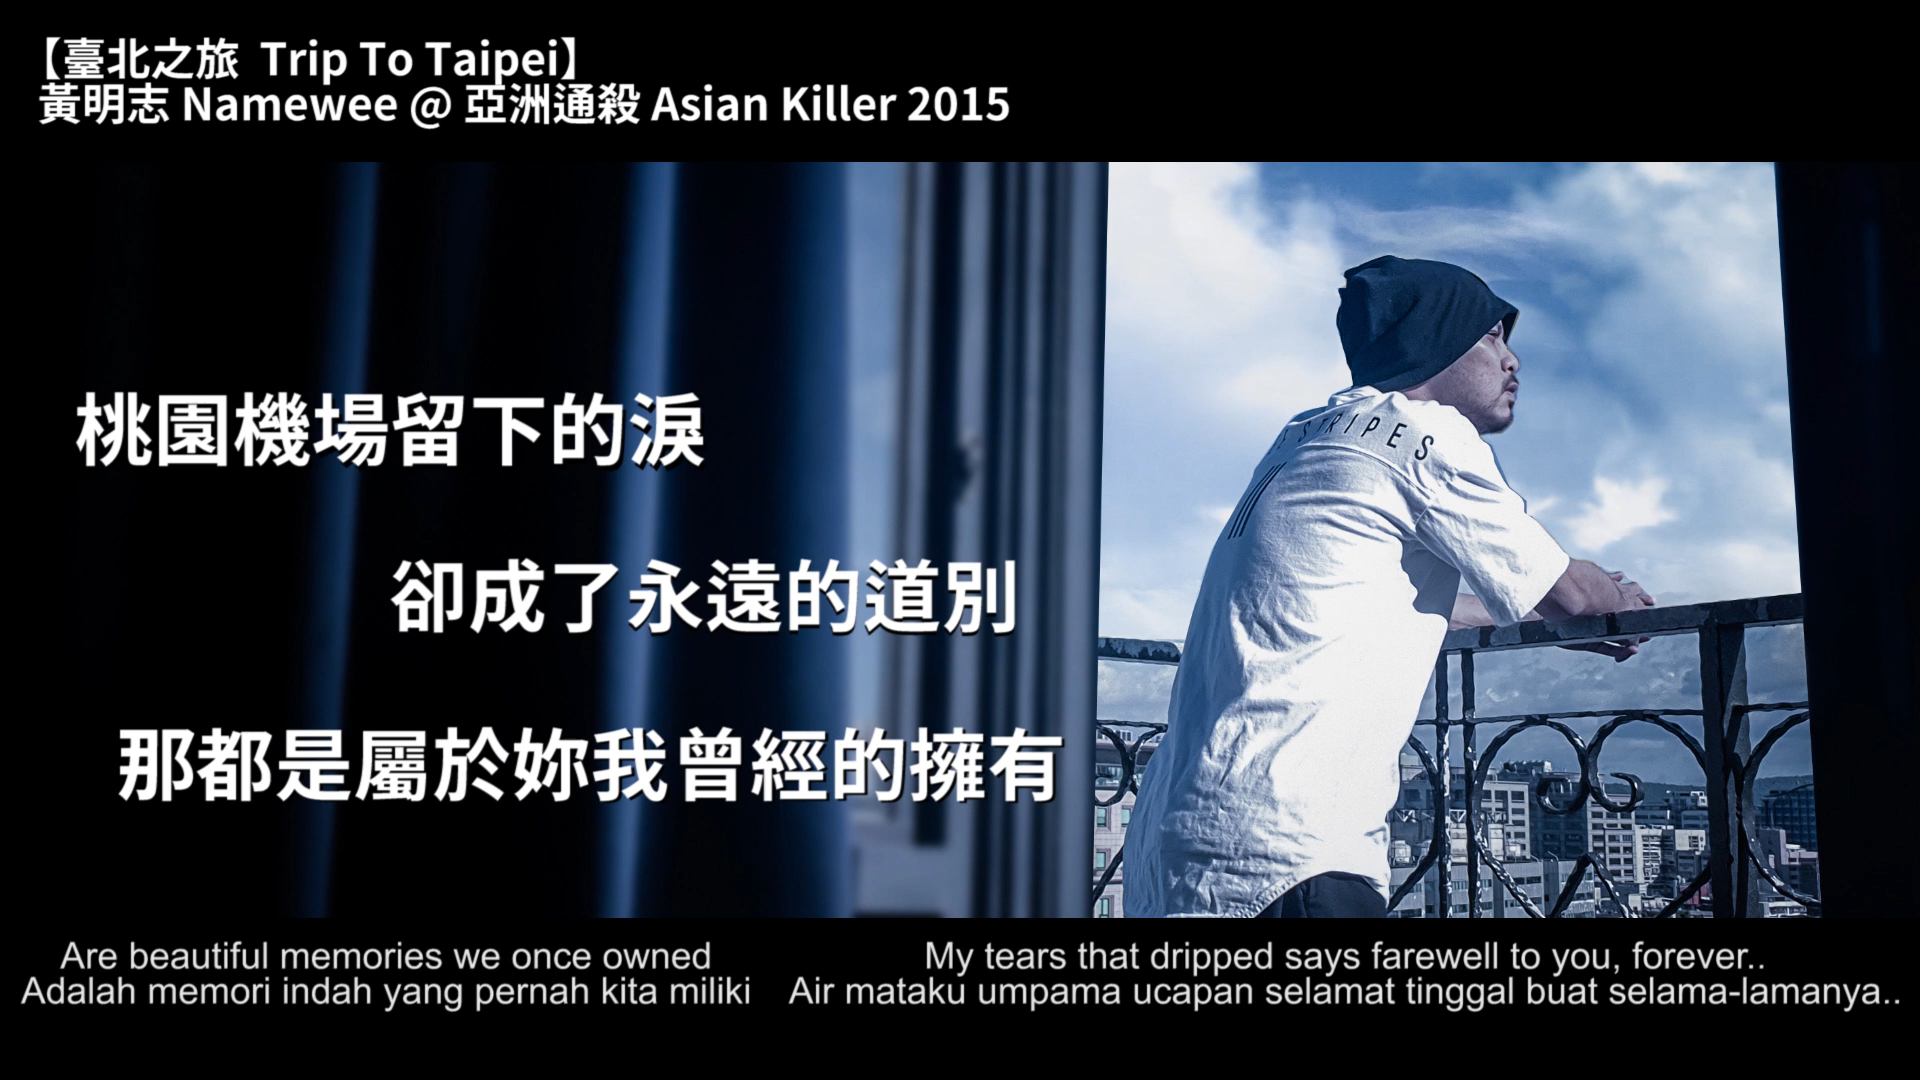 【臺北之旅 Trip To Taipei】
黃明志 Namewee @ 亞洲通殺 Asian Killer 2015
STRIPES
桃園機場留下的淚
卻成了永遠的道別
那都是屬於妳我曾經的擁有
Are beautiful memories we once owned
Adalah memori indah yang pernah kita miliki
My tears that dripped says farewell to you, forever..
Air mataku umpama ucapan selamat tinggal buat selama-lamanya..